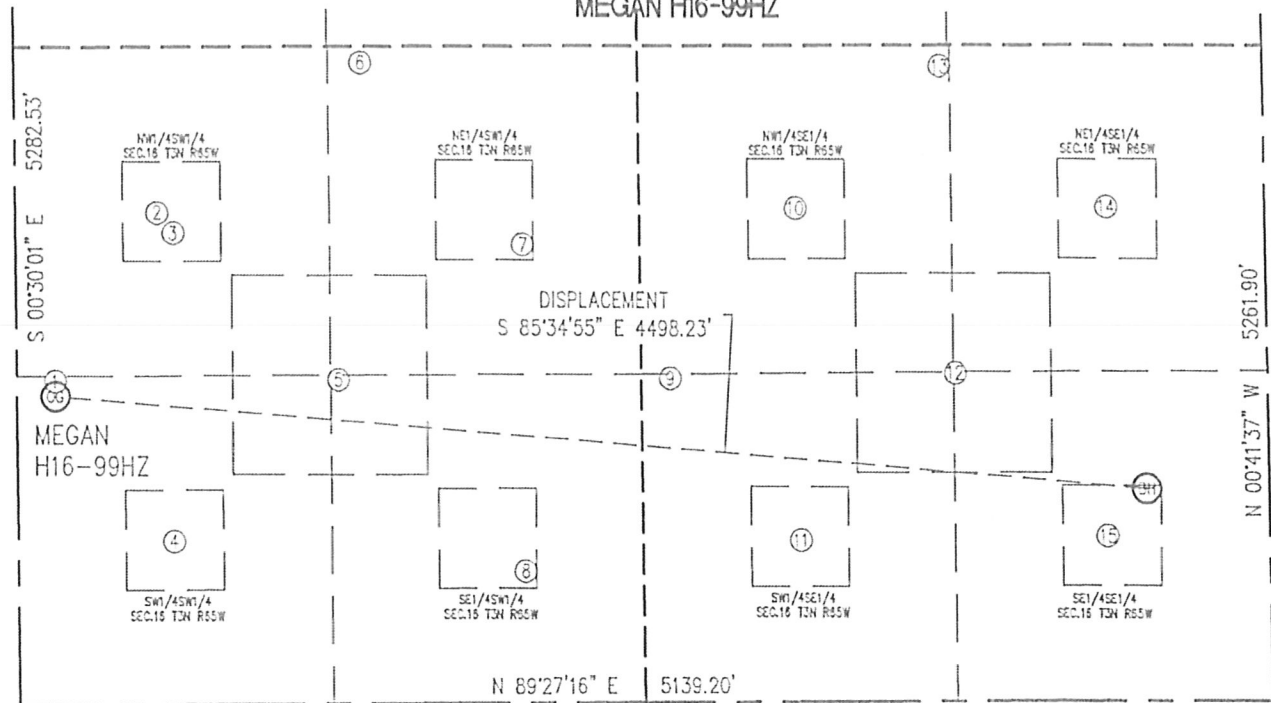 MEGAN H16-99HZ
6
13
S 00°30'01" E 5282.53'
NW1/4SW1/4
SEC.16 T3N R65W
NE1/4SW1/4
SEC.16 T3N R65W
NW1/4SE1/4
SEC.16 T3N R65W
NE1/4SE1/4
SEC.16 T3N R65W
2
3
7
10
14
DISPLACEMENT
S 85°34'55" E 4498.23'
N 00°41'37" W 5261.90'
1
5
9
12
MEGAN
H16-99HZ
BH
4
8
11
15
SW1/4SW1/4
SEC.16 T3N R65W
SE1/4SW1/4
SEC.16 T3N R65W
SW1/4SE1/4
SEC.16 T3N R65W
SE1/4SE1/4
SEC.16 T3N R65W
N 89°27'16" E 5139.20'